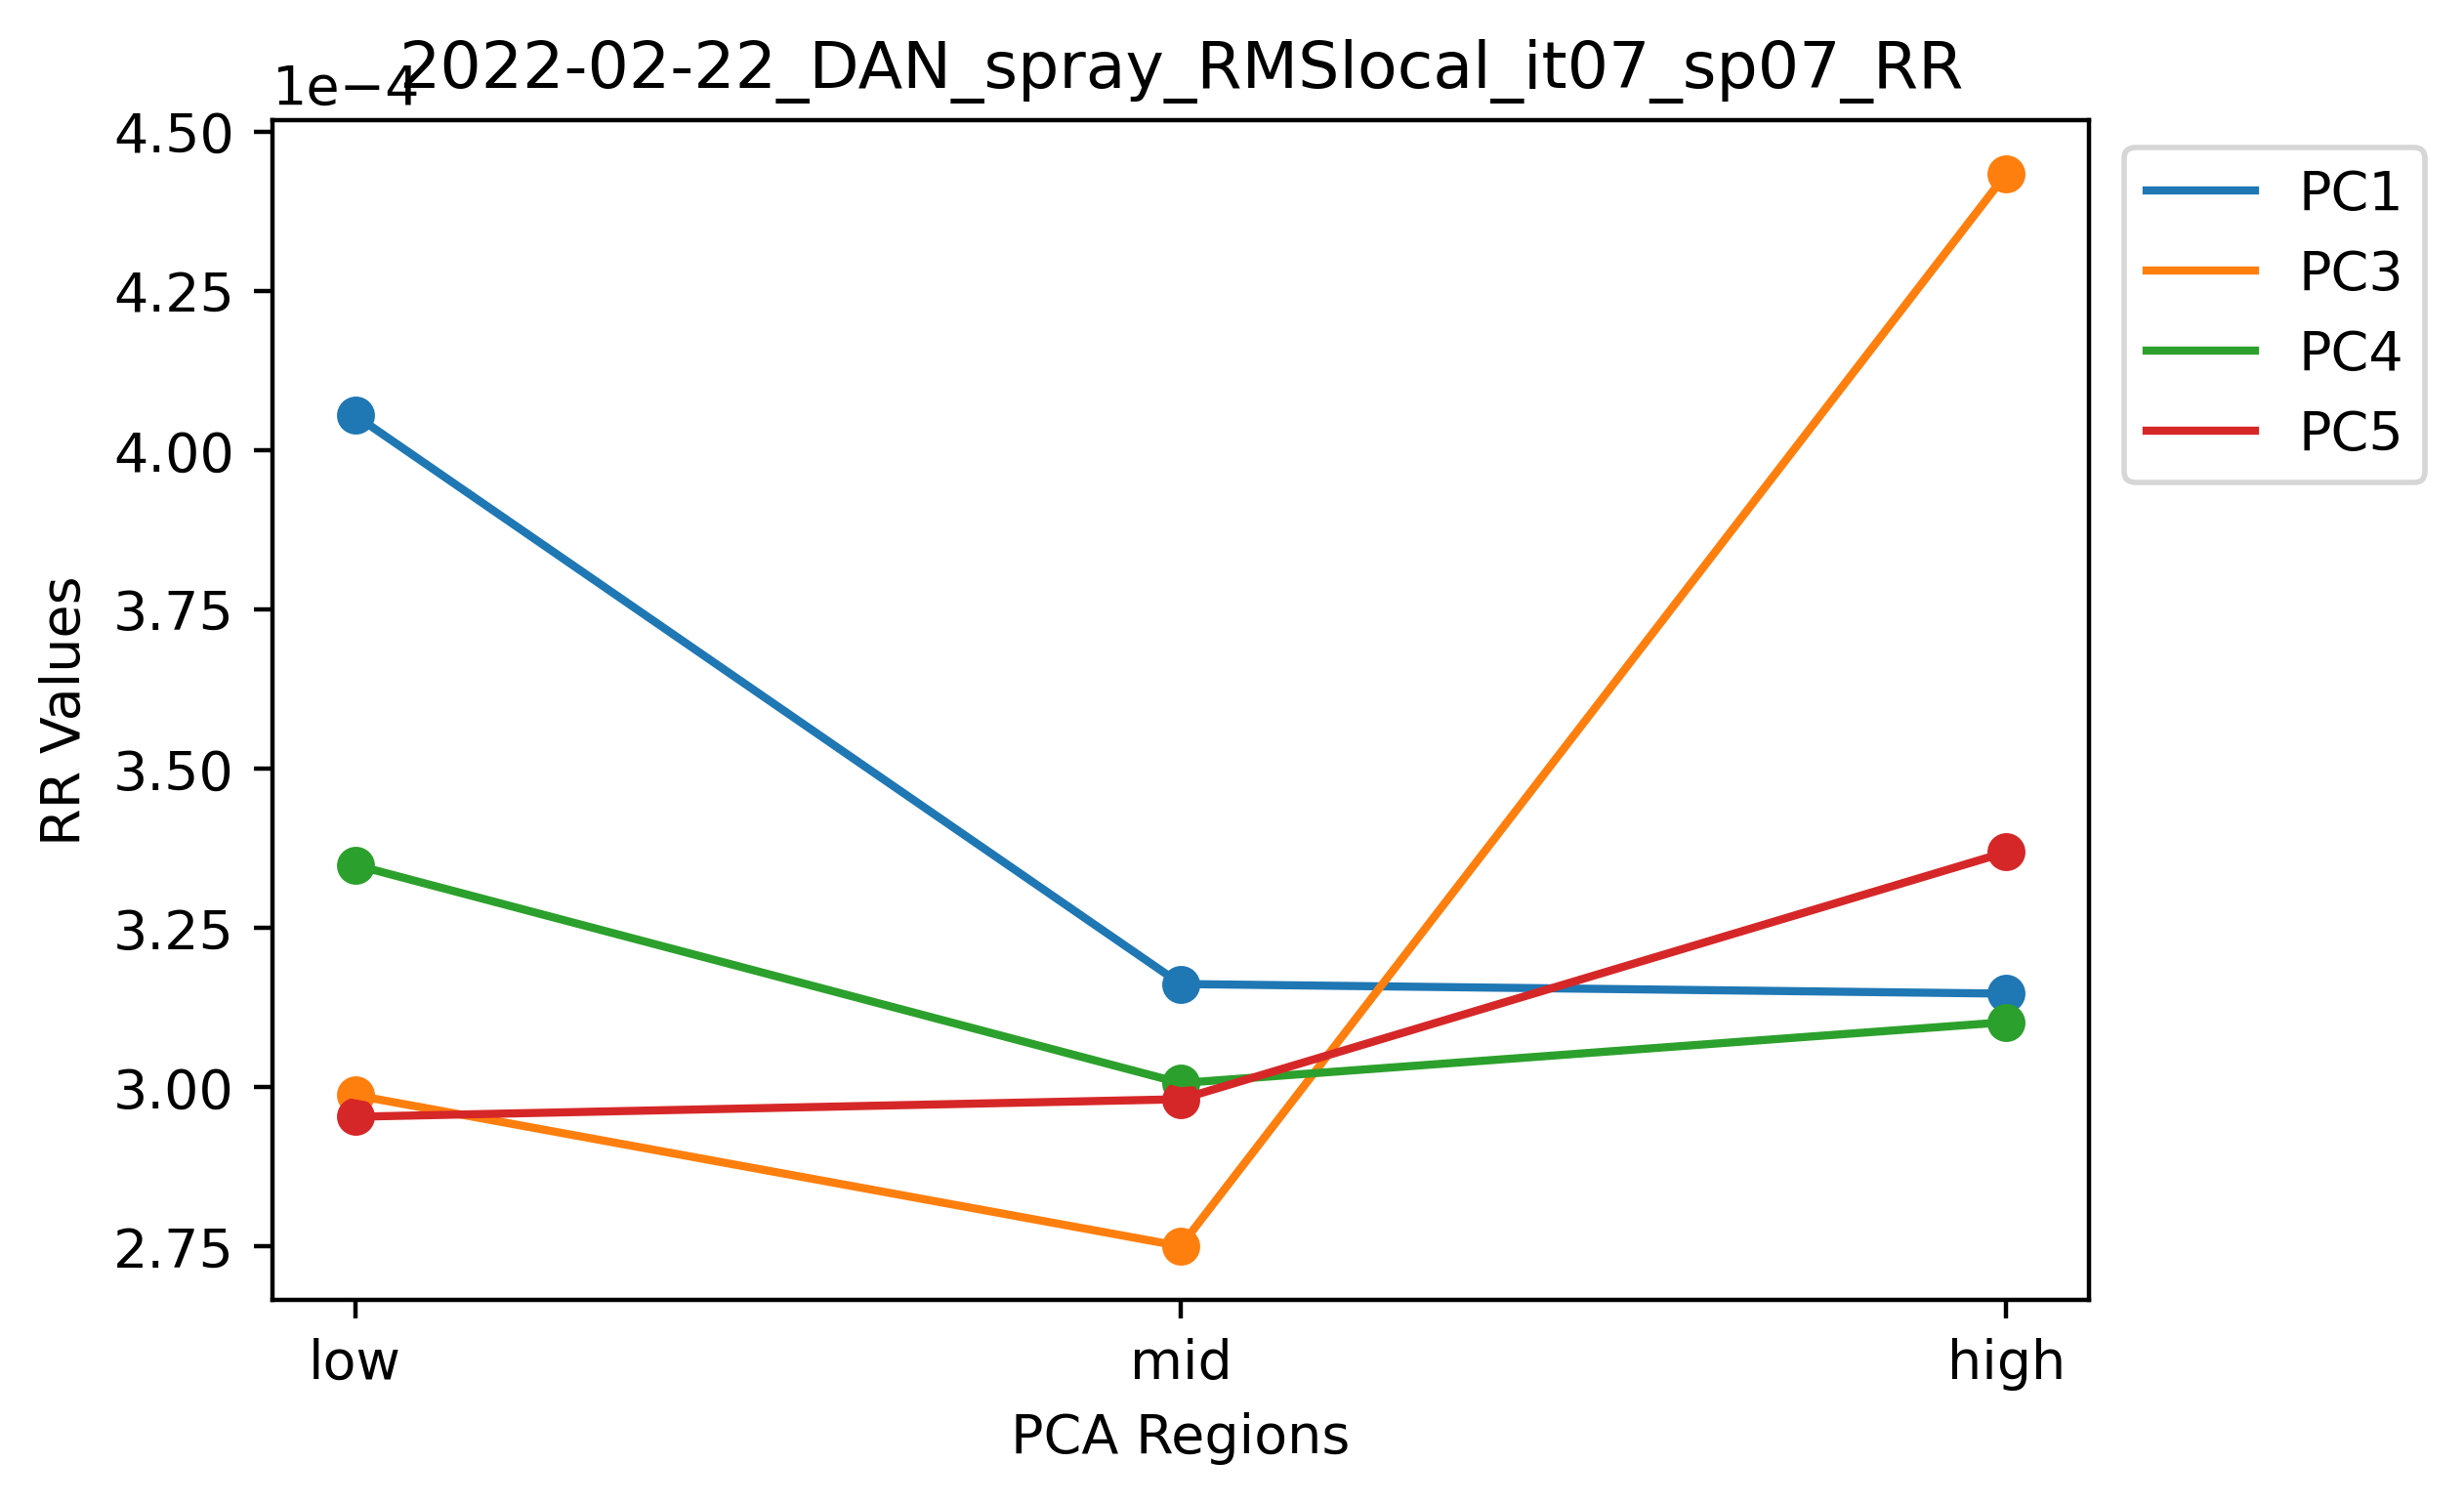 2022-02-22_DAN_spray_RMSlocal_it07_sp07_RR
1e−4
4.50
4.25
4.00
3.75
3.50
3.25
3.00
2.75
RR Values
low mid high
PCA Regions
PC1
PC3
PC4
PC5